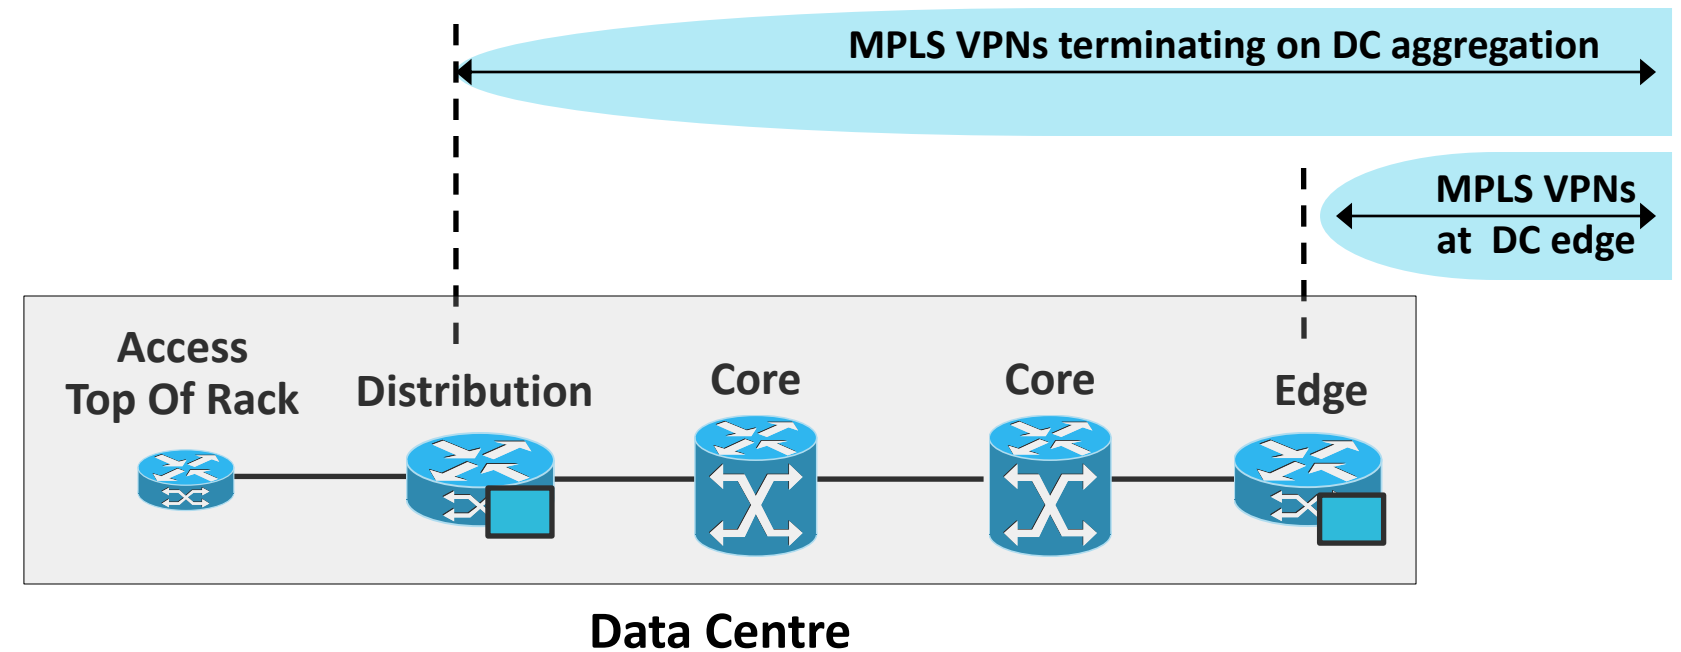 MPLS VPNs terminating on DC aggregation
MPLS VPNs
at DC edge
Access
Top Of Rack
Distribution
Core
Core
Edge
Data Centre